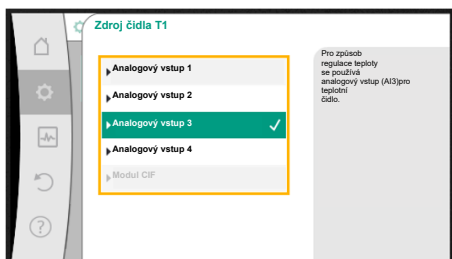 Zdroj čidla T1
Analogový vstup 1
Analogový vstup 2
Analogový vstup 3
Analogový vstup 4
Modul CIF
Pro způsob
regulace teploty
se používá
analogový vstup (AI3)pro
teplotní
čidlo.
?